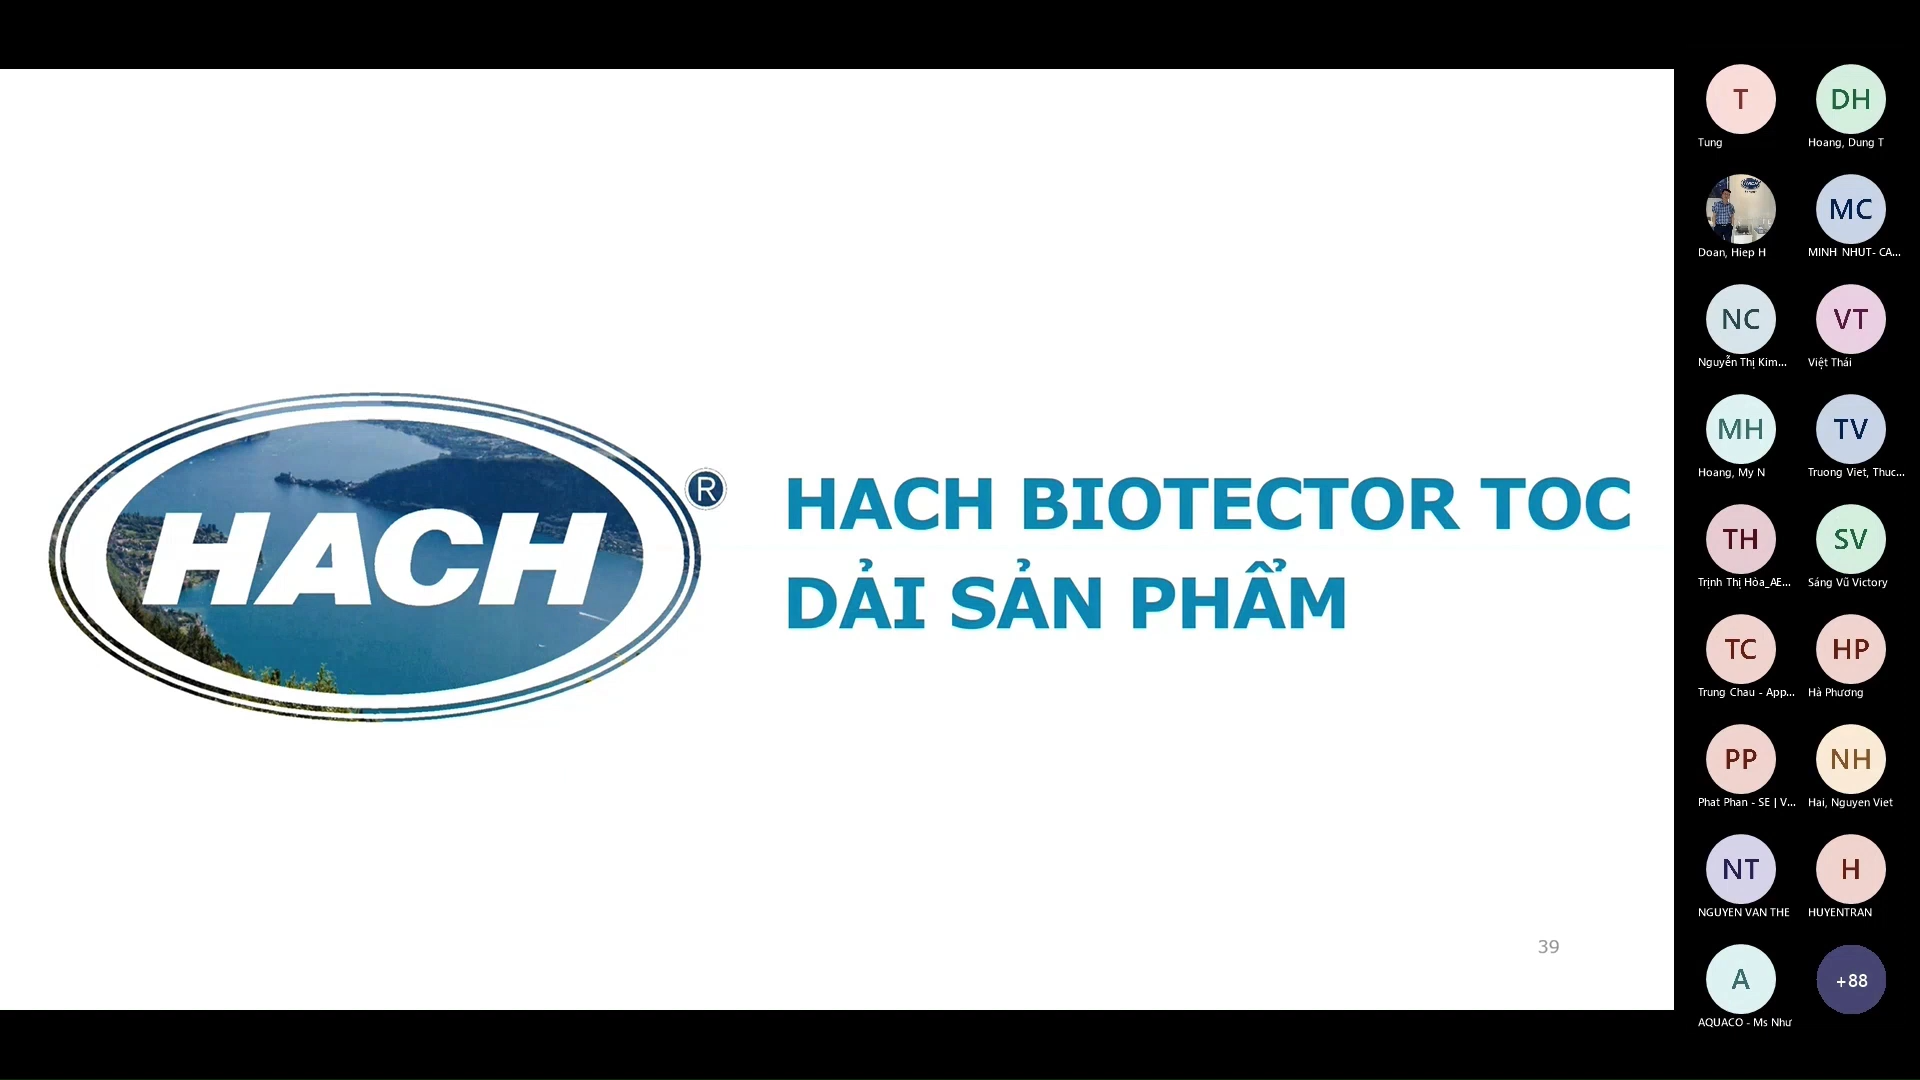 HACH
®
HACH BIOTECTOR TOC
DẢI SẢN PHẨM
39
T
Tung
DH
Hoang, Dung T
Doan, Hiep H
MC
MINH NHUT- CA...
NC
Nguyễn Thị Kim...
VT
Việt Thái
MH
Hoang, My N
TV
Truong Viet, Thuc...
TH
Trịnh Thị Hòa_AE...
SV
Sáng Vũ Victory
TC
Trung Chau - App...
HP
Hà Phương
PP
Phat Phan - SE | V...
NH
Hai, Nguyen Viet
NT
NGUYEN VAN THE
H
HUYENTRAN
A
AQUACO - Ms Như
+88